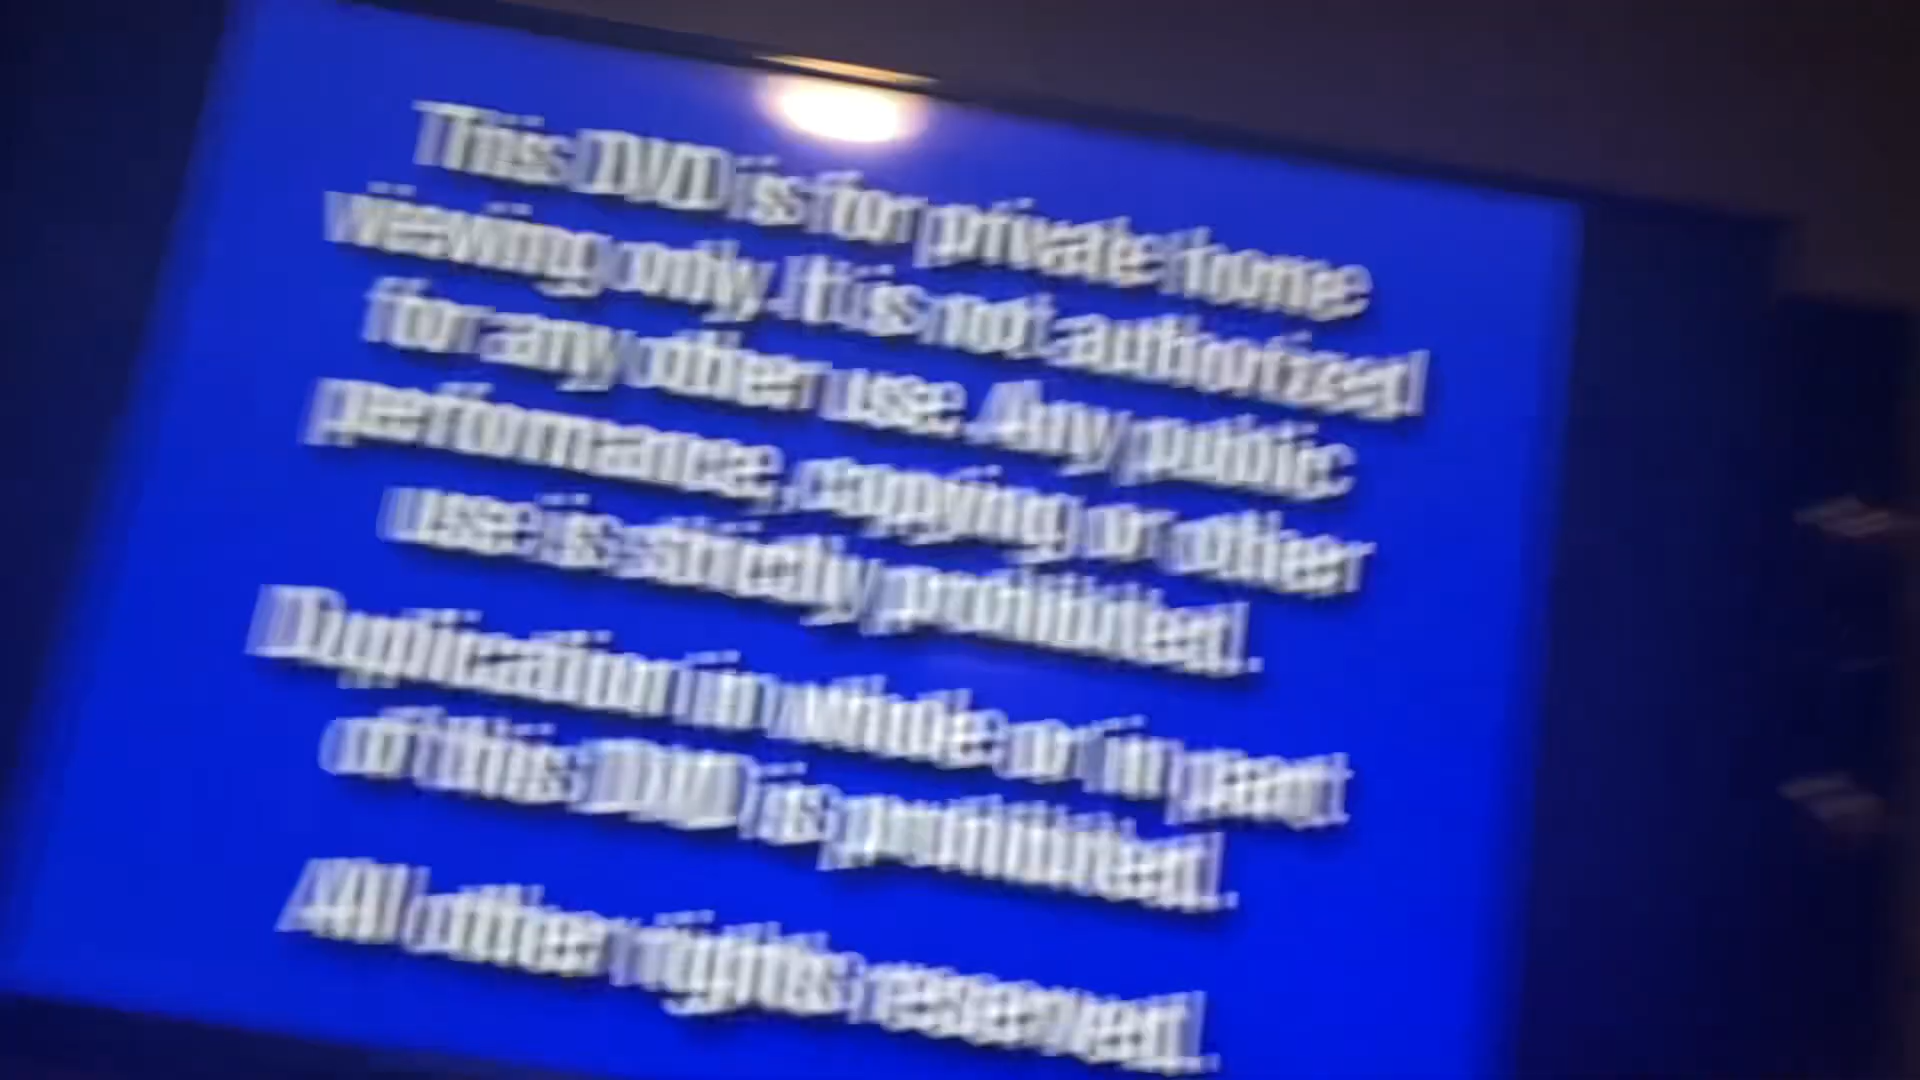 This DVD is for private home
viewing only. It is not authorized
for any other use. Any public
performance, copying or other
use is strictly prohibited.
Duplication in whole or in part
of this DVD is prohibited.
All other rights reserved.